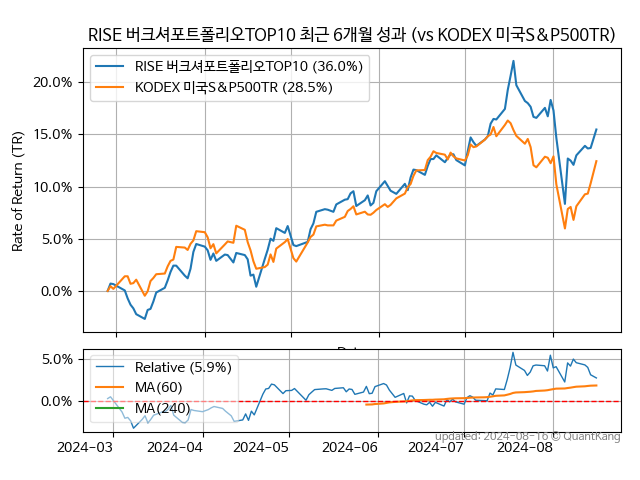 RISE 버크셔포트폴리오TOP10 최근 6개월 성과 (vs KODEX 미국S&P500TR)
Rate of Return (TR)
20.0%
15.0%
10.0%
5.0%
0.0%
RISE 버크셔포트폴리오TOP10 (36.0%)
KODEX 미국S&P500TR (28.5%)
5.0%
0.0%
Relative (5.9%)
MA(60)
MA(240)
2024-03
2024-04
2024-05
2024-06
2024-07
2024-08
updated: 2024-08-16 © QuantKang